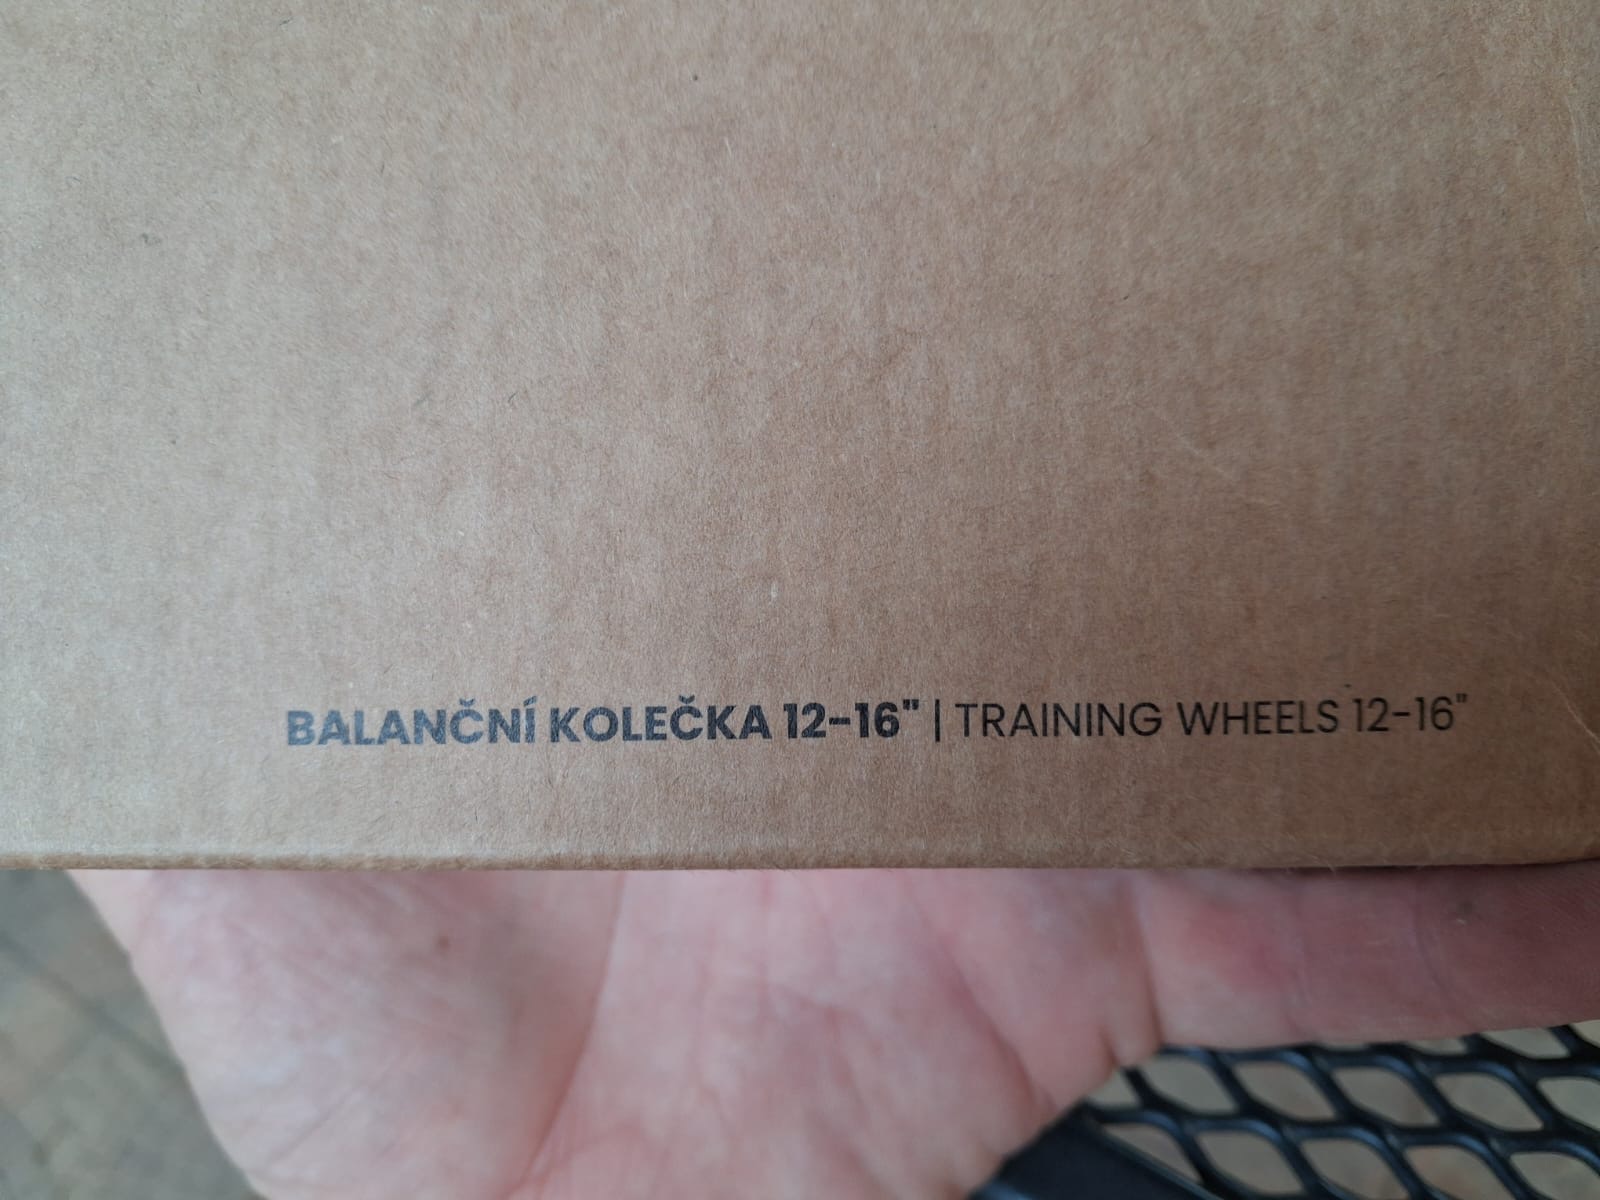 BALANČNÍ KOLEČKA 12-16" | TRAINING WHEELS 12-16"